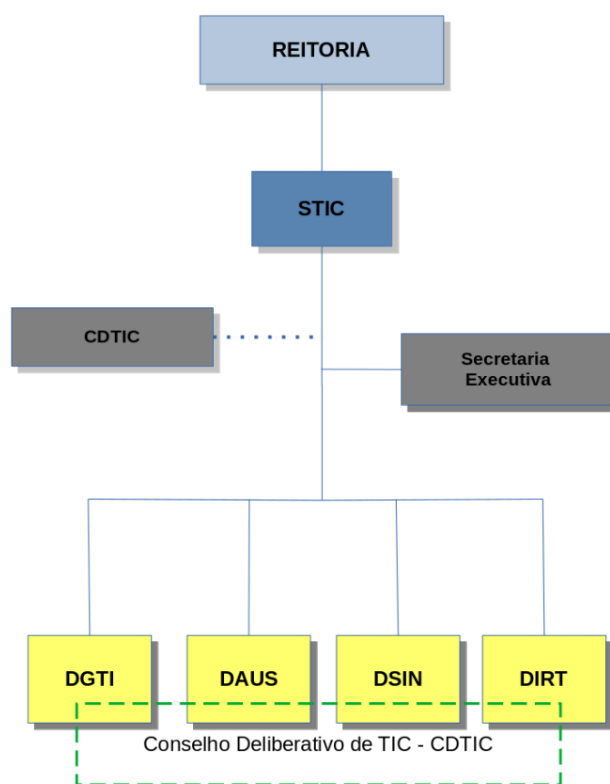 REITORIA
STIC
CDTIC
Secretaria
Executiva
DGTI
DAUS
DSIN
DIRT
Conselho Deliberativo de TIC - CDTIC